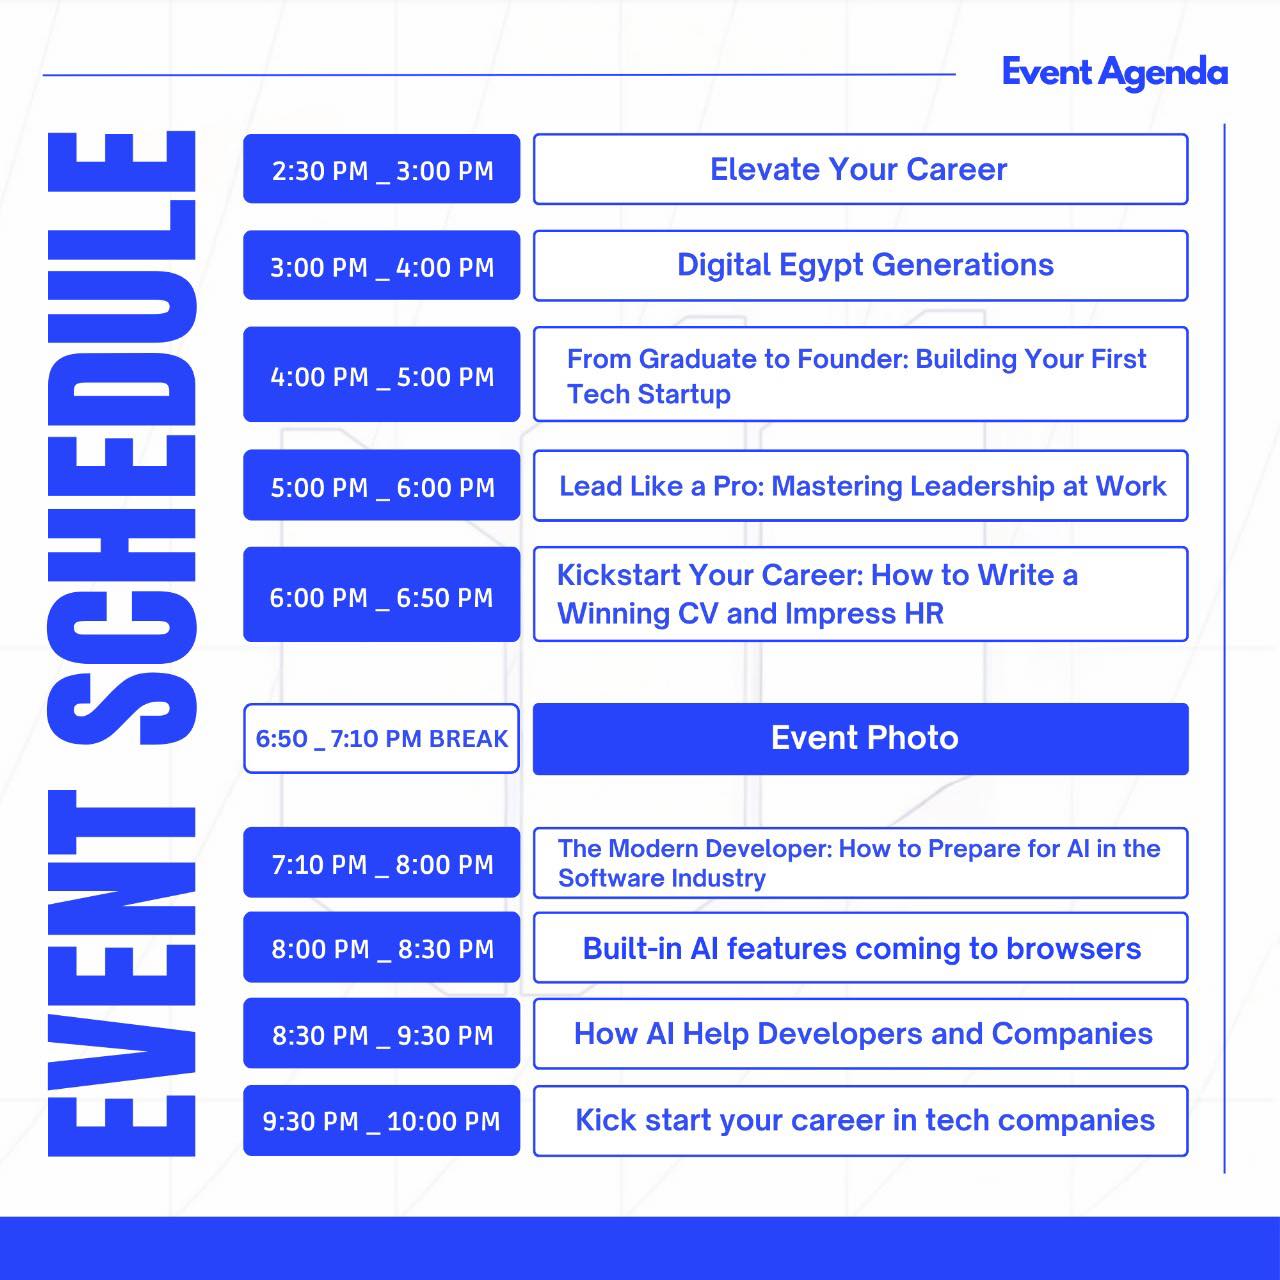 Event Agenda
EVENT SCHEDULE
2:30 PM _ 3:00 PM
Elevate Your Career
3:00 PM _ 4:00 PM
Digital Egypt Generations
4:00 PM _ 5:00 PM
From Graduate to Founder: Building Your First
Tech Startup
5:00 PM _ 6:00 PM
Lead Like a Pro: Mastering Leadership at Work
6:00 PM _ 6:50 PM
Kickstart Your Career: How to Write a
Winning CV and Impress HR
6:50 _ 7:10 PM BREAK
Event Photo
7:10 PM _ 8:00 PM
The Modern Developer: How to Prepare for AI in the
Software Industry
8:00 PM _ 8:30 PM
Built-in AI features coming to browsers
8:30 PM _ 9:30 PM
How AI Help Developers and Companies
9:30 PM _ 10:00 PM
Kick start your career in tech companies